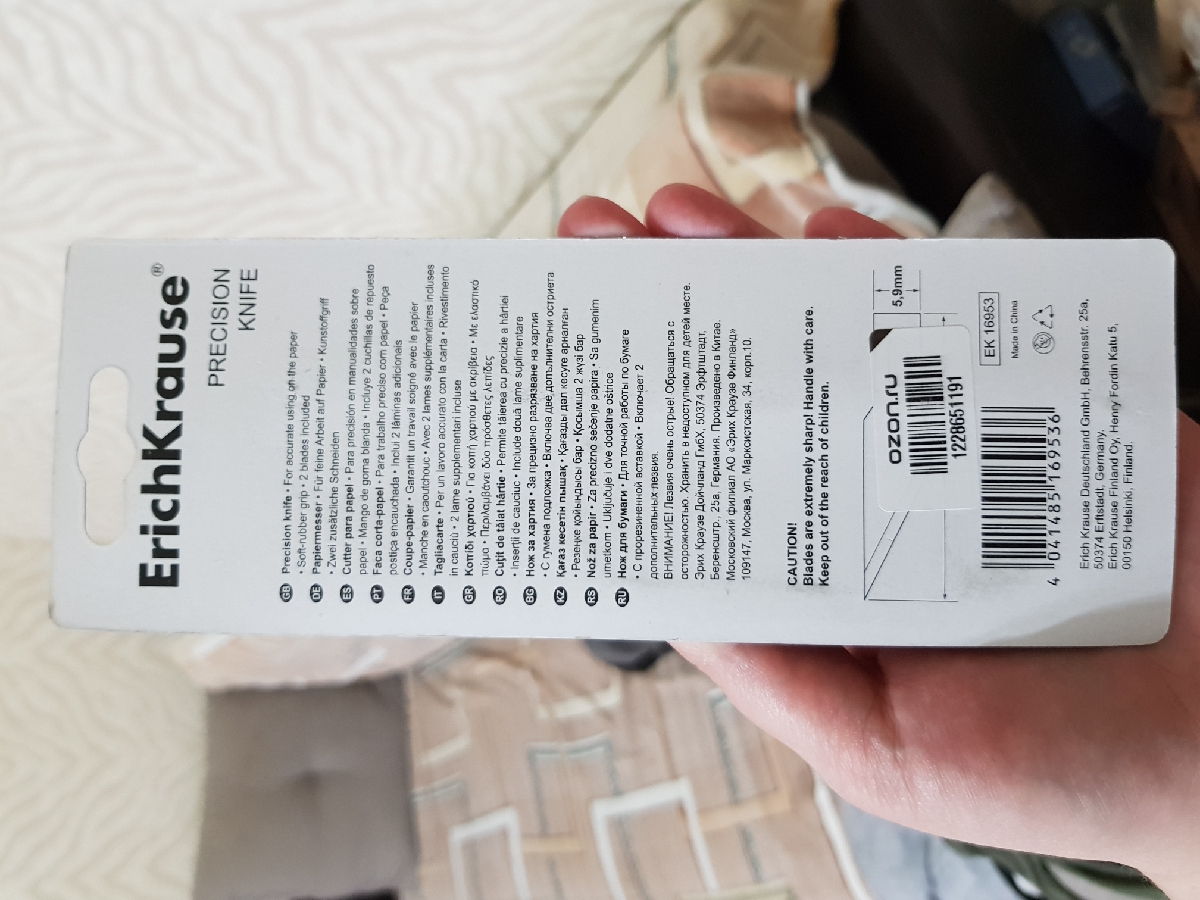 ErichKrause®
PRECISION
KNIFE
GB Precision knife • For accurate using on the paper
• Soft-rubber grip • 2 blades included
DE Papiermesser • Für feine Arbeit auf Papier • Kunstoffgriff
• Zwei zusätzliche Schneiden
ES Cutter para papel • Para precisión en manualidades sobre
papel • Mango de goma blanda • Incluye 2 cuchillas de repuesto
PT Faca corta-papel • Para trabalho preciso com papel • Peça
postiça encauchada • Inclui 2 lâminas adicionais
FR Coupe-papier • Garantit un travail soigné avec le papier
• Manche en caoutchouc • Avec 2 lames supplémentaires incluses
IT Tagliacarte • Per un lavoro accurato con la carta • Rivestimento
in cauciù • 2 lame supplementari incluse
GR Κοπίδι χαρτιού • Για κοπή χαρτιού με ακρίβεια • Με ελαστικό
πώμα • Περιλαμβάνει δύο πρόσθετες λεπίδες
RO Cuțit de tăiat hârtie • Permite tăierea cu precizie a hârtiei
• Inserții de cauciuc • Include două lame suplimentare
BG Нож за хартия • За прецизно разрязване на хартия
• С гумена подложка • Включва две допълнителни остриета
KZ Қағаз кесетін пышақ • Қағазды дәл кесуге арналған
• Резеңке қойындысы бар • Қосымша 2 жүзі бар
RS Nož za papir • Za precizno sečenje papira • Sa gumenim
umetkom • Uključuje i dve dodatne oštrice
RU Нож для бумаги • Для точной работы по бумаге
• С прорезиненной вставкой • Включает 2
дополнительных лезвия.
ВНИМАНИЕ! Лезвия очень острые! Обращаться с
осторожностью. Хранить в недоступном для детей месте.
Эрих Краузе Дойчланд ГмбХ, 50374 Эрфтштадт,
Беренсштр., 25а, Германия. Произведено в Китае.
Московский филиал АО «Эрих Краузе Финланд»
109147, Москва, ул. Марксистская, 34, корп.10.
CAUTION!
Blades are extremely sharp! Handle with care.
Keep out of the reach of children.
5,9mm
ozon.ru
1228651191
EK 16953
Made in China
4 041485 169536
Erich Krause Deutschland GmbH, Behrensstr. 25a,
50374 Erftstadt, Germany.
Erich Krause Finland Oy, Henry Fordin Katu 5,
00150 Helsinki, Finland.